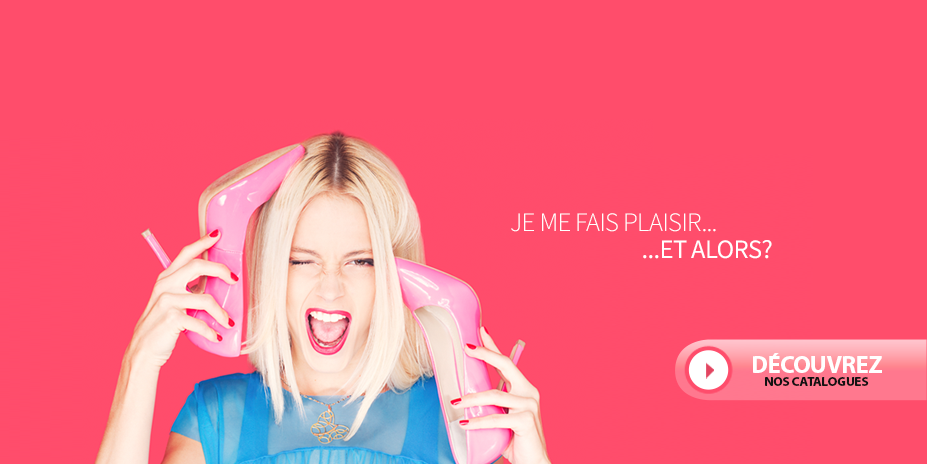 JE ME FAIS PLAISIR...
...ET ALORS?
DÉCOUVREZ
NOS CATALOGUES